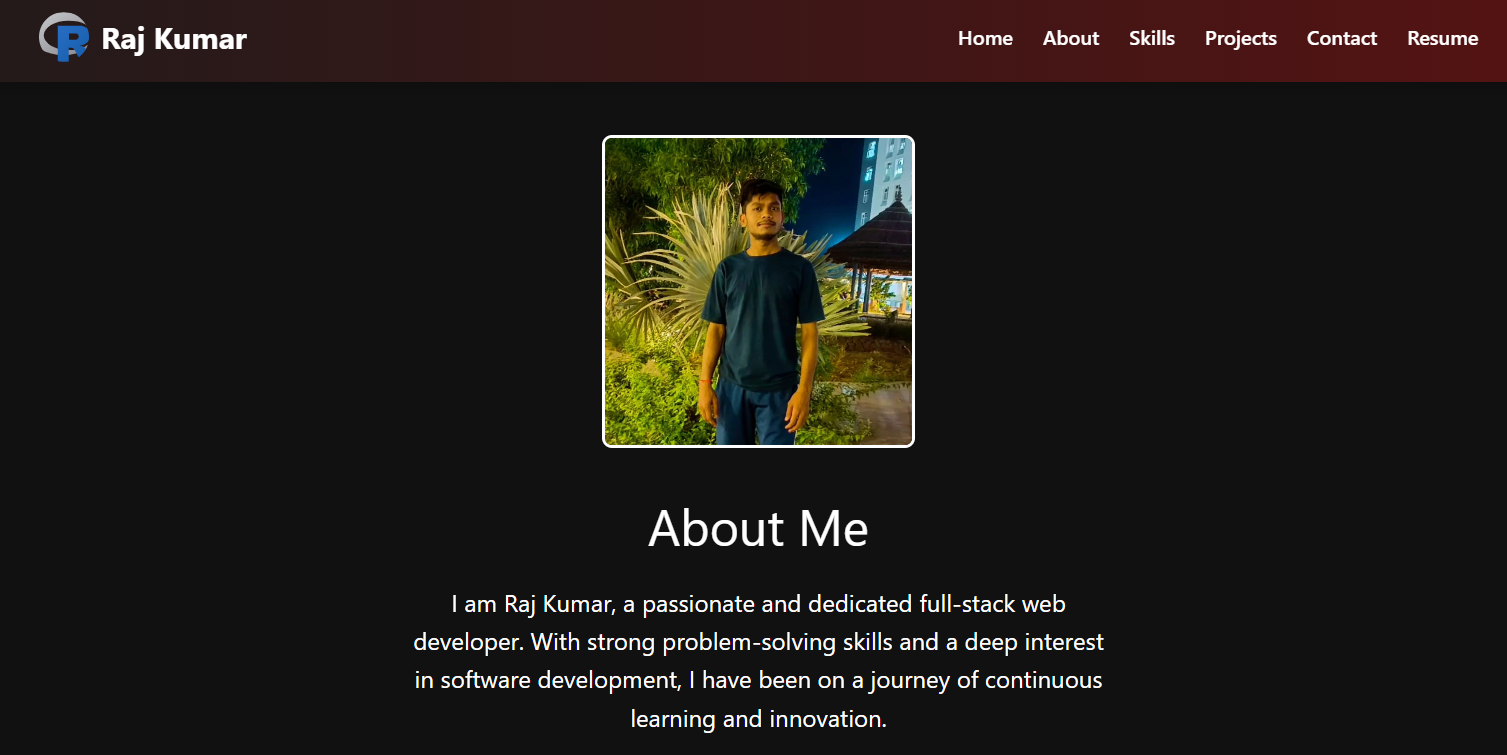 R Raj Kumar
Home About Skills Projects Contact Resume
About Me
I am Raj Kumar, a passionate and dedicated full-stack web
developer. With strong problem-solving skills and a deep interest
in software development, I have been on a journey of continuous
learning and innovation.